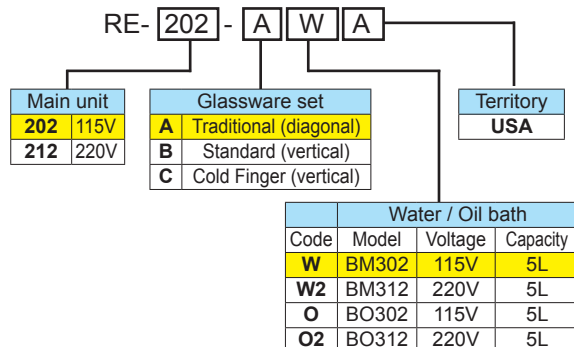 RE- 202 - A W A
Main unit
202 115V
212 220V
Glassware set
A Traditional (diagonal)
B Standard (vertical)
C Cold Finger (vertical)
Territory
USA
Water / Oil bath
Code Model Voltage Capacity
W BM302 115V 5L
W2 BM312 220V 5L
O BO302 115V 5L
O2 BO312 220V 5L